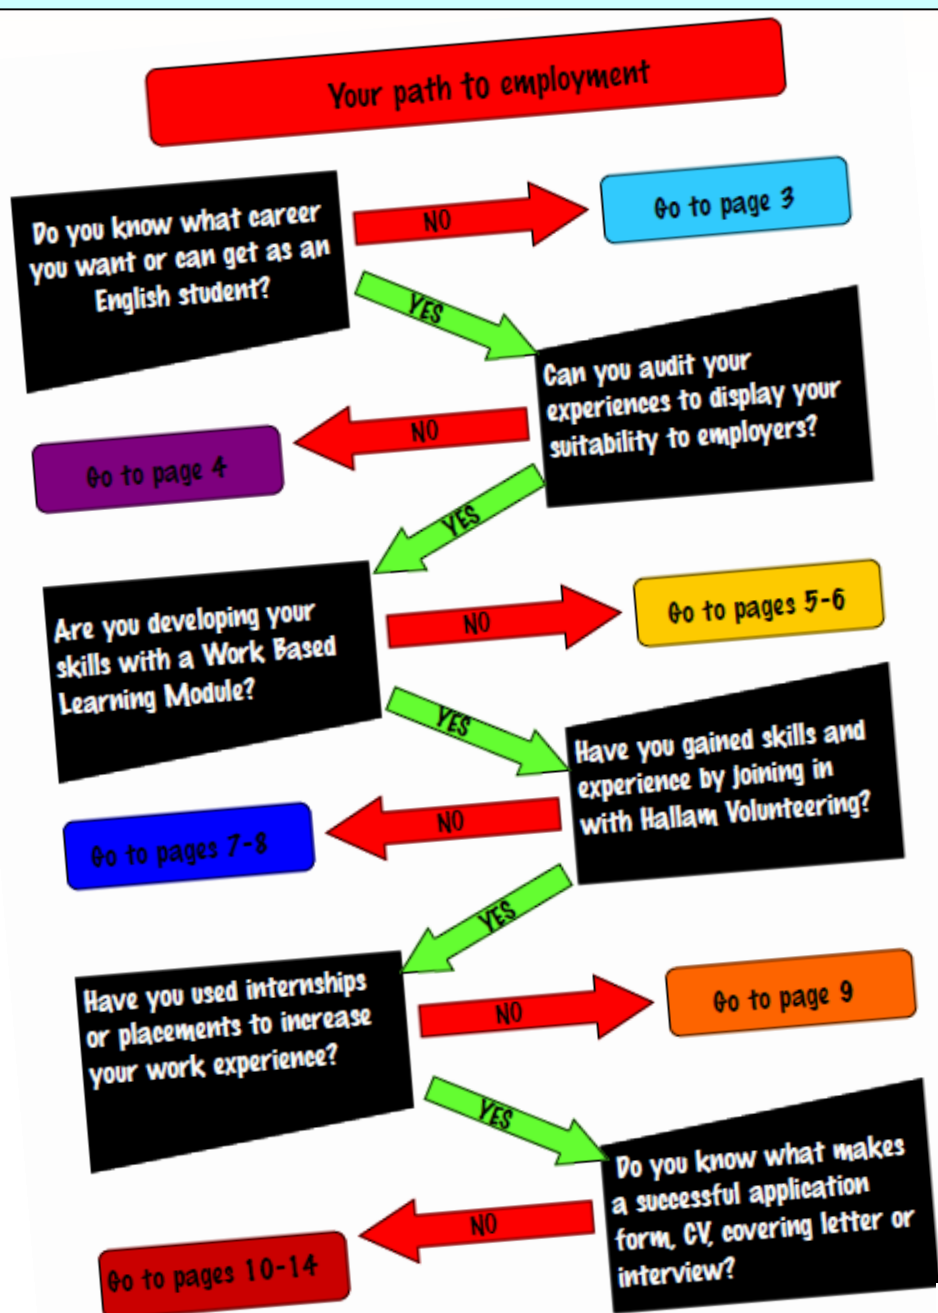 Your path to employment
Do you know what career
you want or can get as an
English student?
NO
Go to page 3
YES
Can you audit your
experiences to display your
suitability to employers?
NO
Go to page 4
YES
Are you developing your
skills with a Work Based
Learning Module?
NO
Go to pages 5-6
YES
Have you gained skills and
experience by joining in
with Hallam Volunteering?
NO
Go to pages 7-8
YES
Have you used internships
or placements to increase
your work experience?
NO
Go to page 9
YES
Do you know what makes
a successful application
form, CV, covering letter or
interview?
NO
Go to pages 10-14